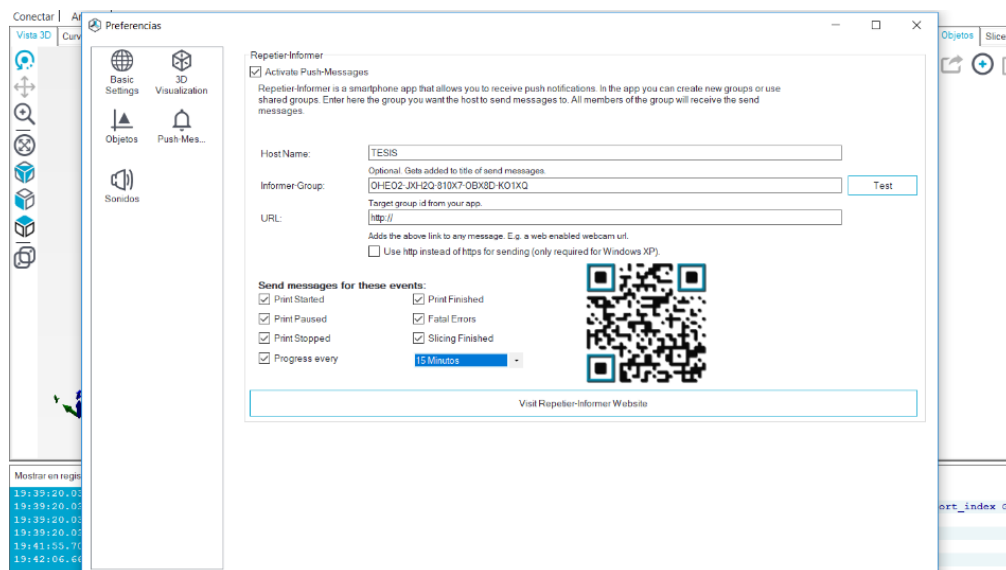 Conectar
Preferencias
Vista 3D
Curv
Objetos
Slice
Basic Settings
3D Visualization
Objetos
Push-Mes...
Sonidos
Repetier-Informer
Activate Push-Messages
Repetier-Informer is a smartphone app that allows you to receive push notifications. In the app you can create new groups or use
shared groups. Enter here the group you want the host to send messages to. All members of the group will receive the send
messages.
Host Name:
TESIS
Optional. Gets added to title of send messages.
Informer-Group:
OHEO2-JXH2Q-810X7-OBX8D-KO1XQ
Test
Target group id from your app.
URL:
http://
Adds the above link to any message. E.g. a web enabled webcam url.
Use http instead of https for sending (only required for Windows XP).
Send messages for these events:
Print Started
Print Finished
Print Paused
Fatal Errors
Print Stopped
Slicing Finished
Progress every
15 Minutos
Visit Repetier-Informer Website
Mostrar en regis
19:39:20.03
19:39:20.03
ort_index
19:39:20.03
19:39:20.03
19:41:55.70
19:42:06.66